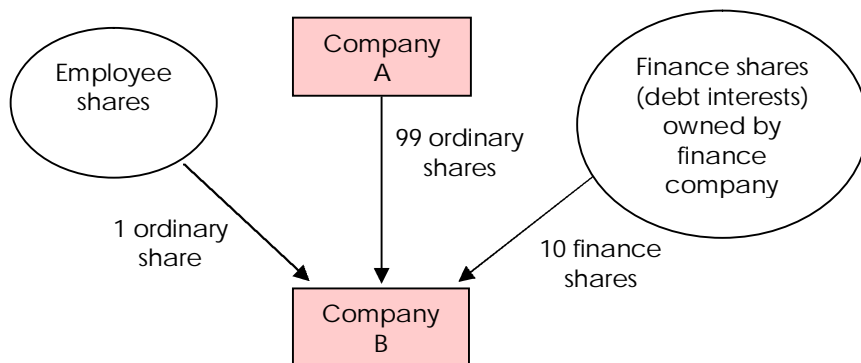 Employee
shares
Company
A
Finance shares
(debt interests)
owned by
finance
company
99 ordinary
shares
1 ordinary
share
10 finance
shares
Company
B